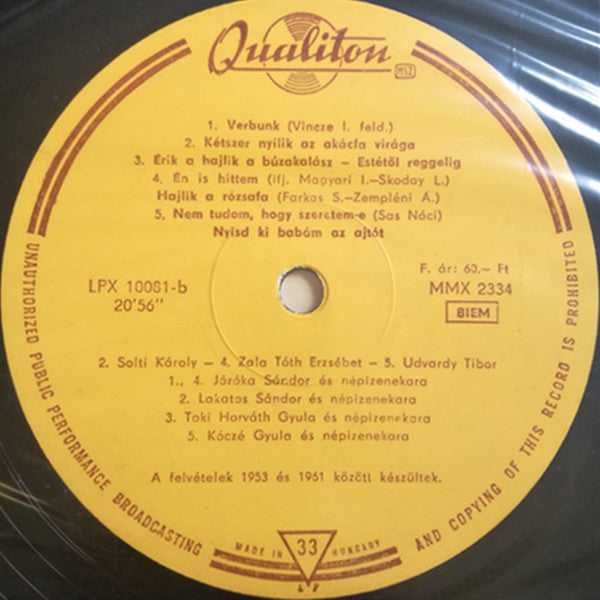 Qualiton
MSZ
1. Verbunk (Vincze I. feld.)
2. Kétszer nyílik az akácfa virága
3. Érik a hajlik a búzakalász – Estétől reggelig
4. Én is hittem (ifj. Magyari I.–Skoday L.)
Hajlik a rózsafa (Farkas S.–Zempléni Á.)
5. Nem tudom, hogy szeretem-e (Sas Náci)
Nyisd ki babám az ajtót
LPX 10081-b
20'56"
F. ár: 60,– Ft
MMX 2334
BIEM
2. Solti Károly – 4. Zala Tóth Erzsébet – 5. Udvardy Tibor
1., 4. Járóka Sándor és népizenekara
2. Lakatos Sándor és népizenekara
3. Toki Horváth Gyula és népizenekara
5. Kóczé Gyula és népizenekara
A felvételek 1953 és 1961 között készültek.
UNAUTHORIZED PUBLIC PERFORMANCE BROADCASTING AND COPYING OF THIS RECORD IS PROHIBITED
MADE IN HUNGARY
33
LP